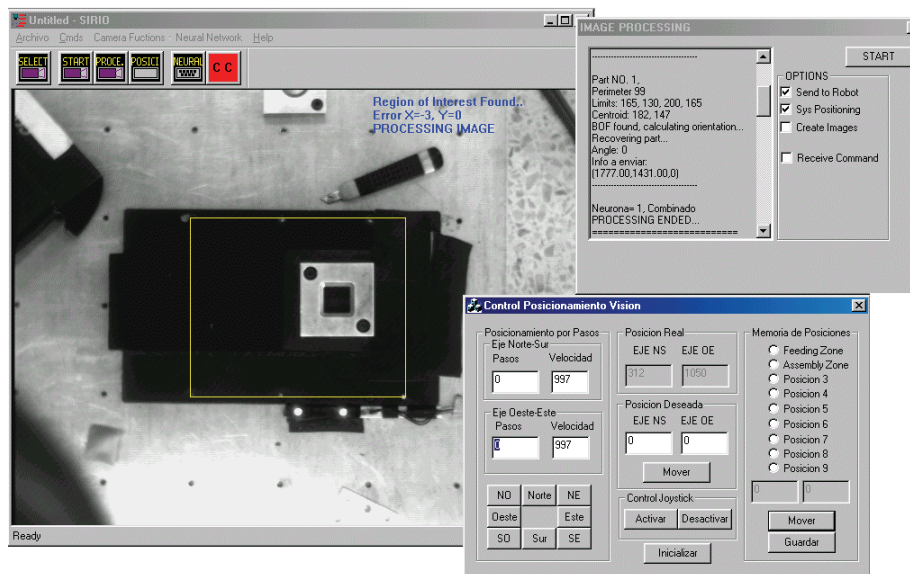 Untitled - SIRIO
Archivo Cmds Camera Fuctions Neural Network Help
SELECT START PROCE. POSICI NEURAL C C
Region of Interest Found..
Error X=-3, Y=0
PROCESSING IMAGE
Ready
IMAGE PROCESSING
Part NO. 1,
Perimeter 99
Limits: 165, 130, 200, 165
Centroid: 182, 147
BOF found, calculating orientation...
Recovering part...
Angle: 0
Info a enviar:
(1777.00,1431.00,0)
Neurona= 1, Combinado
PROCESSING ENDED...
START
OPTIONS
Send to Robot
Sys Positioning
Create Images
Receive Command
Control Posicionamiento Vision
Posicionamiento por Pasos
Eje Norte-Sur
Pasos Velocidad
0 997
Eje Oeste-Este
Pasos Velocidad
0 997
NO Norte NE
Oeste Este
SO Sur SE
Posicion Real
EJE NS EJE OE
312 1050
Posicion Deseada
EJE NS EJE OE
0 0
Mover
Control Joystick
Activar Desactivar
Inicializar
Memoria de Posiciones
Feeding Zone
Assembly Zone
Posicion 3
Posicion 4
Posicion 5
Posicion 6
Posicion 7
Posicion 8
Posicion 9
0 0
Mover
Guardar